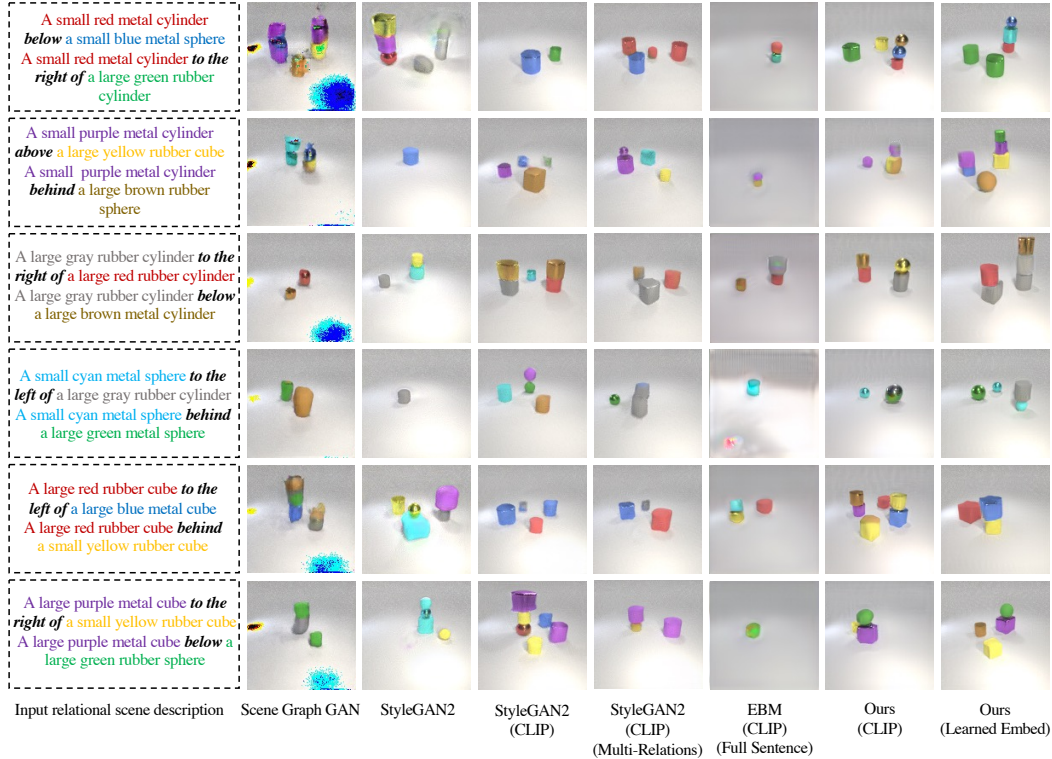 A small red metal cylinder
below a small blue metal sphere
A small red metal cylinder to the
right of a large green rubber
cylinder
A small purple metal cylinder
above a large yellow rubber cube
A small purple metal cylinder
behind a large brown rubber
sphere
A large gray rubber cylinder to the
right of a large red rubber cylinder
A large gray rubber cylinder below
a large brown metal cylinder
A small cyan metal sphere to the
left of a large gray rubber cylinder
A small cyan metal sphere behind
a large green metal sphere
A large red rubber cube to the
left of a large blue metal cube
A large red rubber cube behind
a small yellow rubber cube
A large purple metal cube to the
right of a small yellow rubber cube
A large purple metal cube below a
large green rubber sphere
Input relational scene description
Scene Graph GAN
StyleGAN2
StyleGAN2
(CLIP)
StyleGAN2
(CLIP)
(Multi-Relations)
EBM
(CLIP)
(Full Sentence)
Ours
(CLIP)
Ours
(Learned Embed)